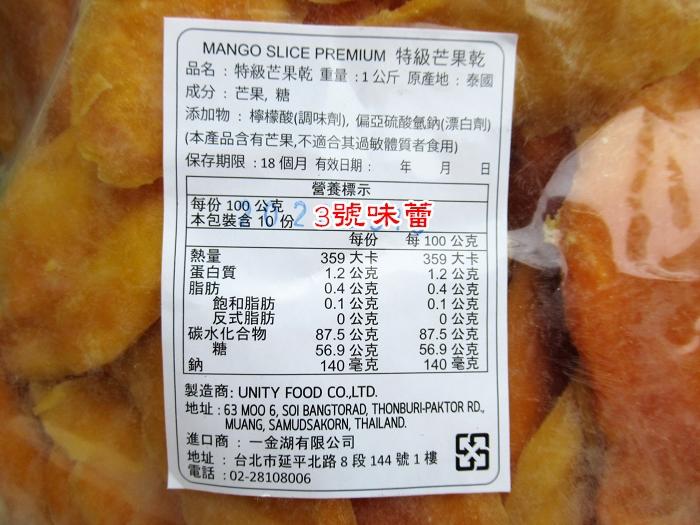 MANGO SLICE PREMIUM 特級芒果乾
品名：特級芒果乾 重量：1公斤 原產地：泰國
成分：芒果, 糖
添加物：檸檬酸(調味劑), 偏亞硫酸氫鈉(漂白劑)
(本產品含有芒果,不適合其過敏體質者食用)
保存期限：18個月 有效日期： 年 月 日
營養標示
每份 100 公克
本包裝含 10 份
3號味蕾
每份 每 100 公克
熱量 359 大卡 359 大卡
蛋白質 1.2 公克 1.2 公克
脂肪 0.4 公克 0.4 公克
飽和脂肪 0.1 公克 0.1 公克
反式脂肪 0 公克 0 公克
碳水化合物 87.5 公克 87.5 公克
糖 56.9 公克 56.9 公克
鈉 140 毫克 140 毫克
製造商: UNITY FOOD CO.,LTD.
地址：63 MOO 6, SOI BANGTORAD, THONBURI-PAKTOR RD.,
MUANG, SAMUDSAKORN, THAILAND.
進口商：一金湖有限公司
地址：台北市延平北路 8 段 144 號 1 樓
電話：02-28108006